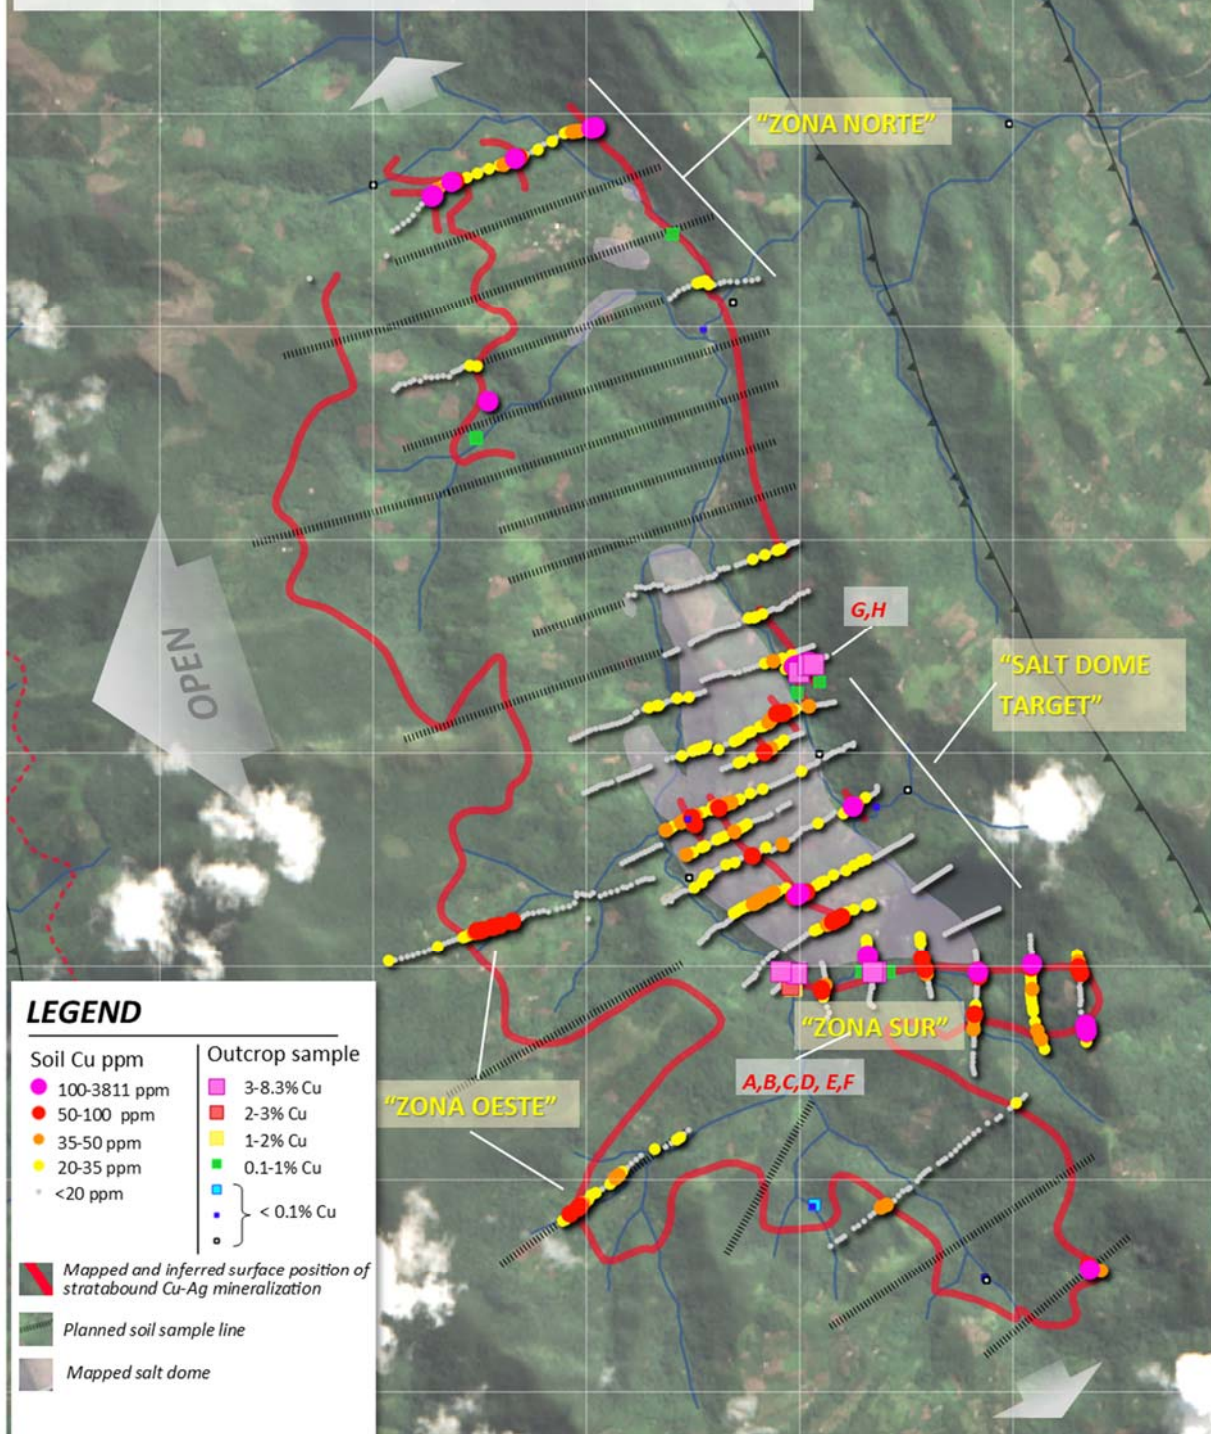 "ZONA NORTE"
G,H
"SALT DOME
TARGET"
OPEN
"ZONA SUR"
A,B,C,D, E,F
"ZONA OESTE"
LEGEND
Soil Cu ppm
100-3811 ppm
50-100 ppm
35-50 ppm
20-35 ppm
<20 ppm
Outcrop sample
3-8.3% Cu
2-3% Cu
1-2% Cu
0.1-1% Cu
< 0.1% Cu
Mapped and inferred surface position of
stratabound Cu-Ag mineralization
Planned soil sample line
Mapped salt dome